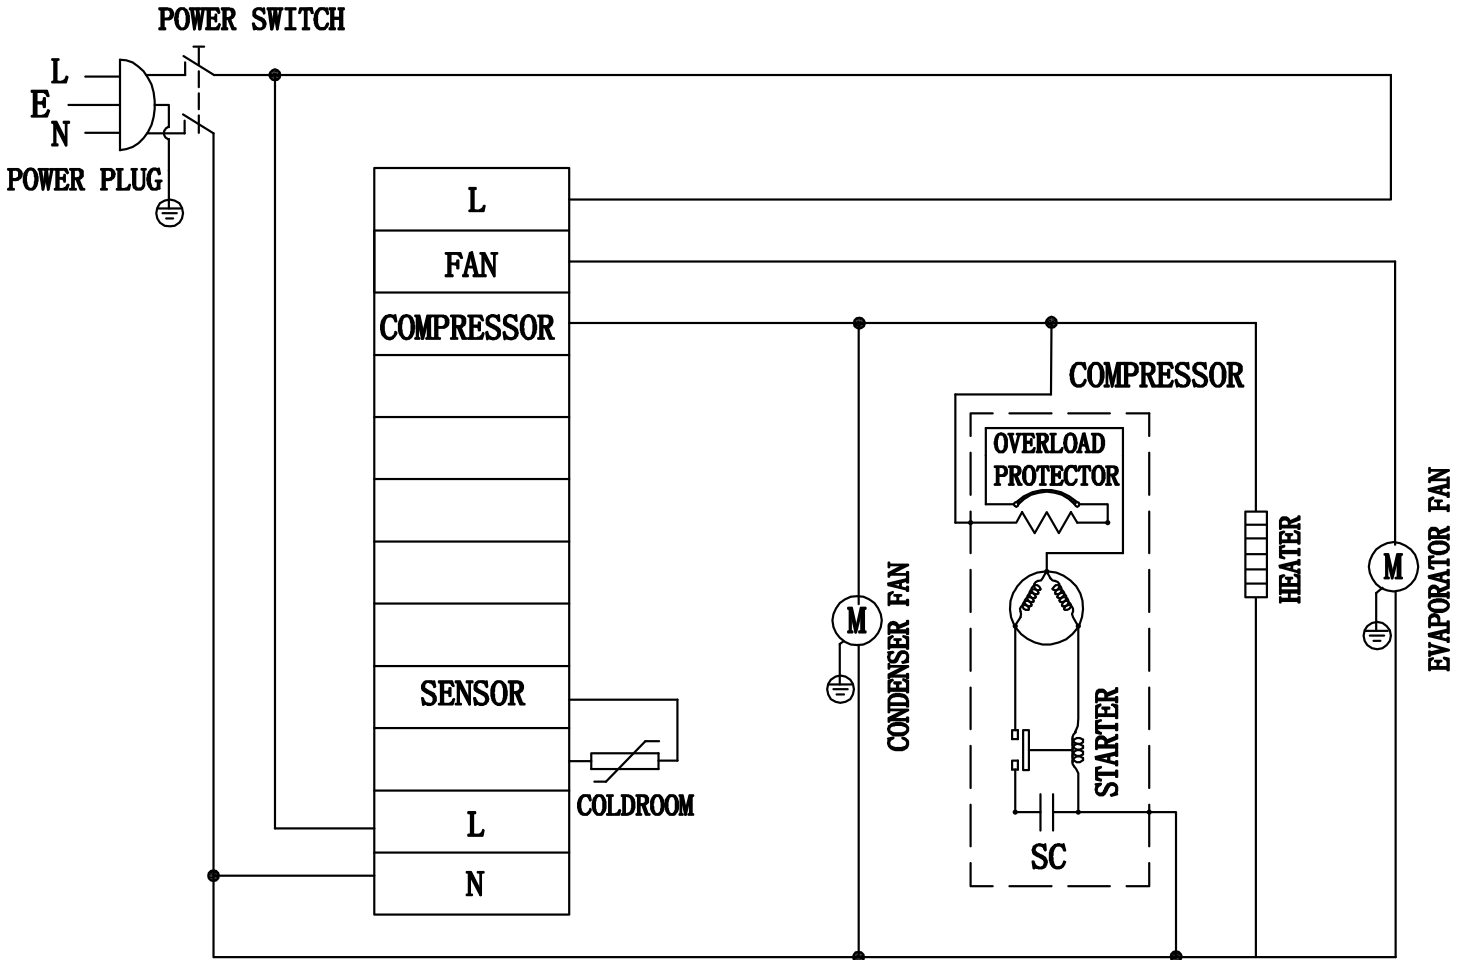 POWER SWITCH
L
E
N
POWER PLUG
L
FAN
COMPRESSOR
SENSOR
L
N
COLDROOM
M
CONDENSER FAN
COMPRESSOR
OVERLOAD
PROTECTOR
STARTER
SC
HEATER
M
EVAPORATOR FAN